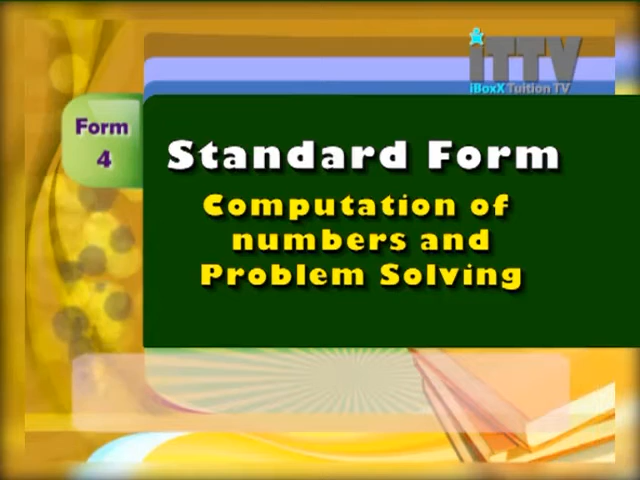 iTTV
iBoxX Tuition TV
Form
4
Standard Form
Computation of
numbers and
Problem Solving